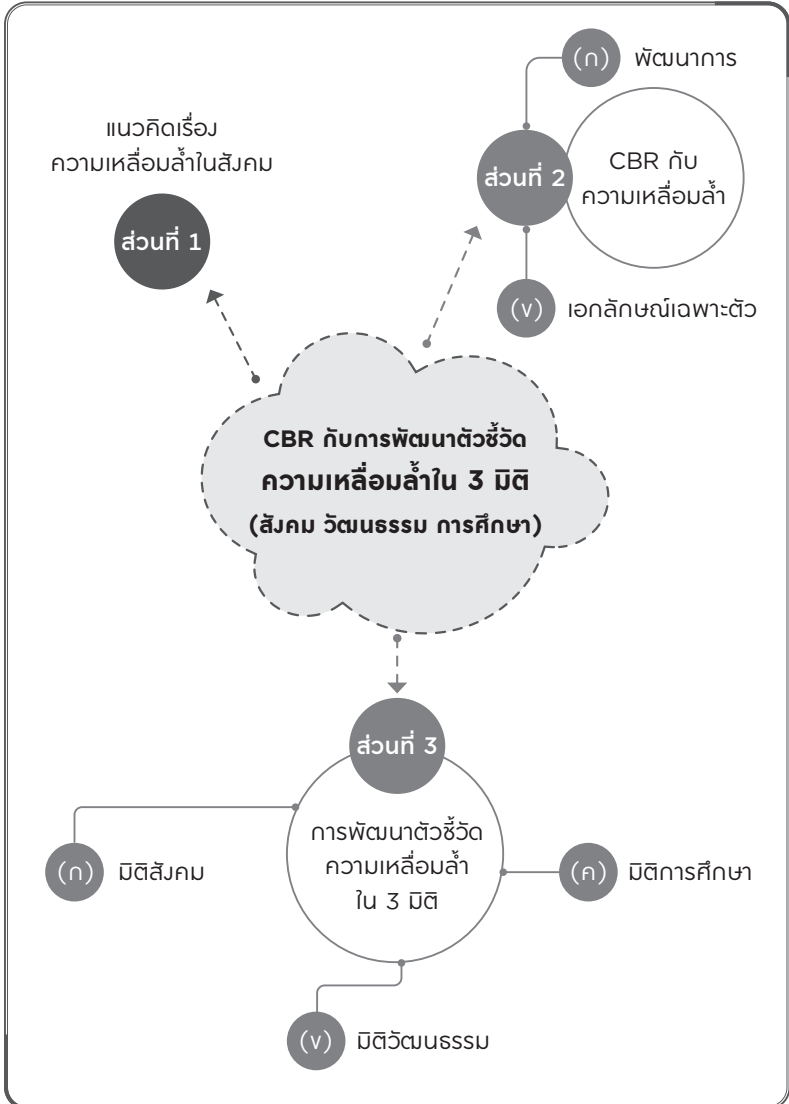 แนวคิดเรื่อง
ความเหลื่อมล้ำในสังคม
ส่วนที่ 1
(ก) พัฒนาการ
ส่วนที่ 2
CBR กับ
ความเหลื่อมล้ำ
(ข) เอกลักษณ์เฉพาะตัว
CBR กับการพัฒนาตัวชี้วัด
ความเหลื่อมล้ำใน 3 มิติ
(สังคม วัฒนธรรม การศึกษา)
ส่วนที่ 3
การพัฒนาตัวชี้วัด
ความเหลื่อมล้ำ
ใน 3 มิติ
(ก) มิติสังคม
(ค) มิติการศึกษา
(ข) มิติวัฒนธรรม